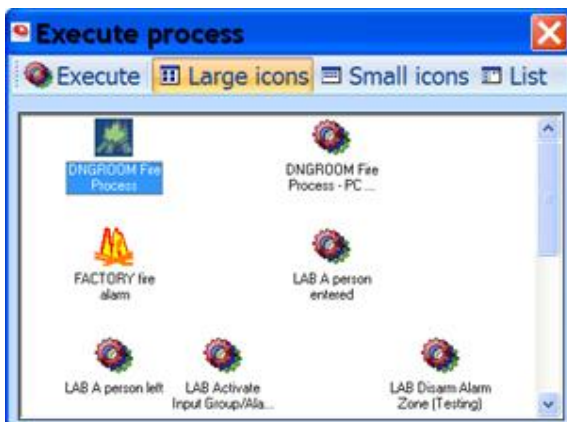 Execute process
Execute Large icons Small icons List
DNGROOM Fire
Process
DNGROOM Fire
Process - PC ...
FACTORY fire
alarm
LAB A person
entered
LAB A person left
LAB Activate
Input Group/Ala...
LAB Disarm Alarm
Zone (Testing)